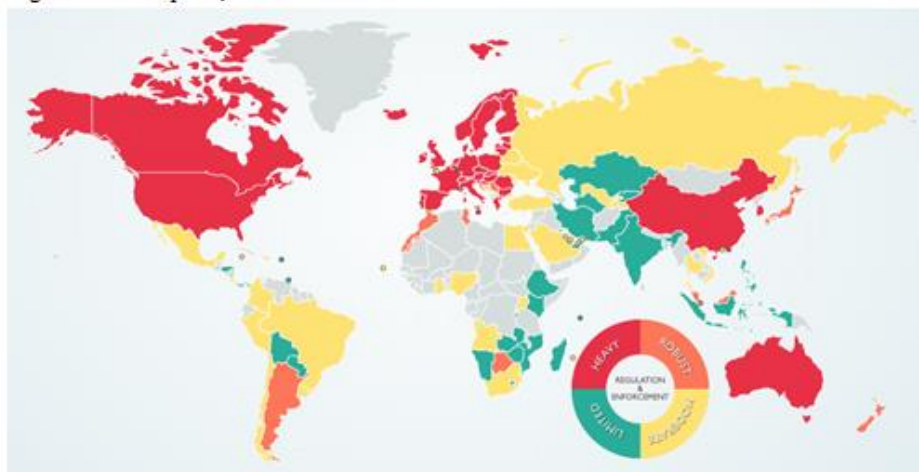 HEAVY
ROBUST
REGULATION
&
ENFORCEMENT
LIMITED
MODERATE